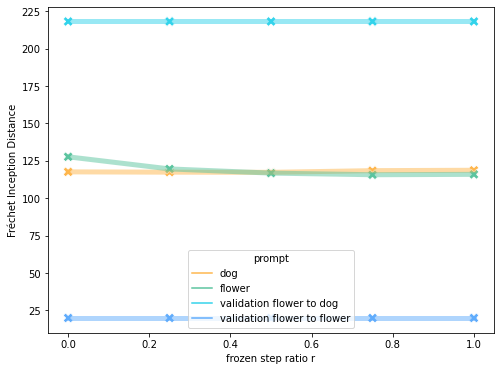 225
200
175
150
125
100
75
50
25
Fréchet Inception Distance
prompt
dog
flower
validation flower to dog
validation flower to flower
0.0 0.2 0.4 0.6 0.8 1.0
frozen step ratio r